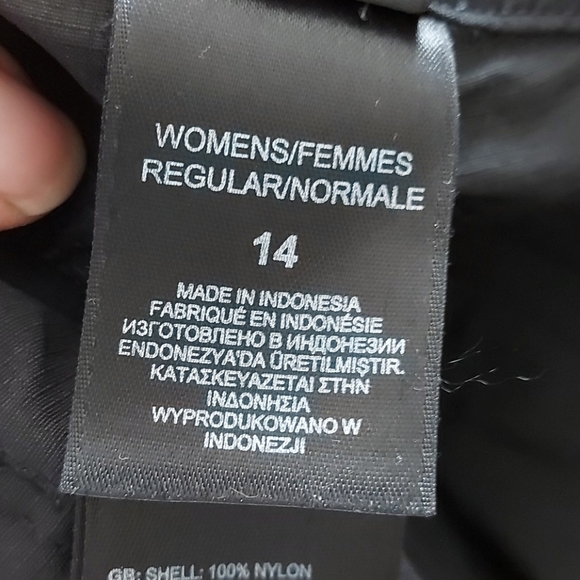 WOMENS/FEMMES
REGULAR/NORMALE
14
MADE IN INDONESIA
FABRIQUÉ EN INDONÉSIE
ИЗГОТОВЛЕНО В ИНДОНЕЗИИ
ENDONEZYA'DA ÜRETILMIŞTIR.
ΚΑΤΑΣΚΕΥΑΖΕΤΑΙ ΣΤΗΝ
ΙΝΔΟΝΗΣΙΑ
WYPRODUKOWANO W
INDONEZJI
GB: SHELL: 100% NYLON